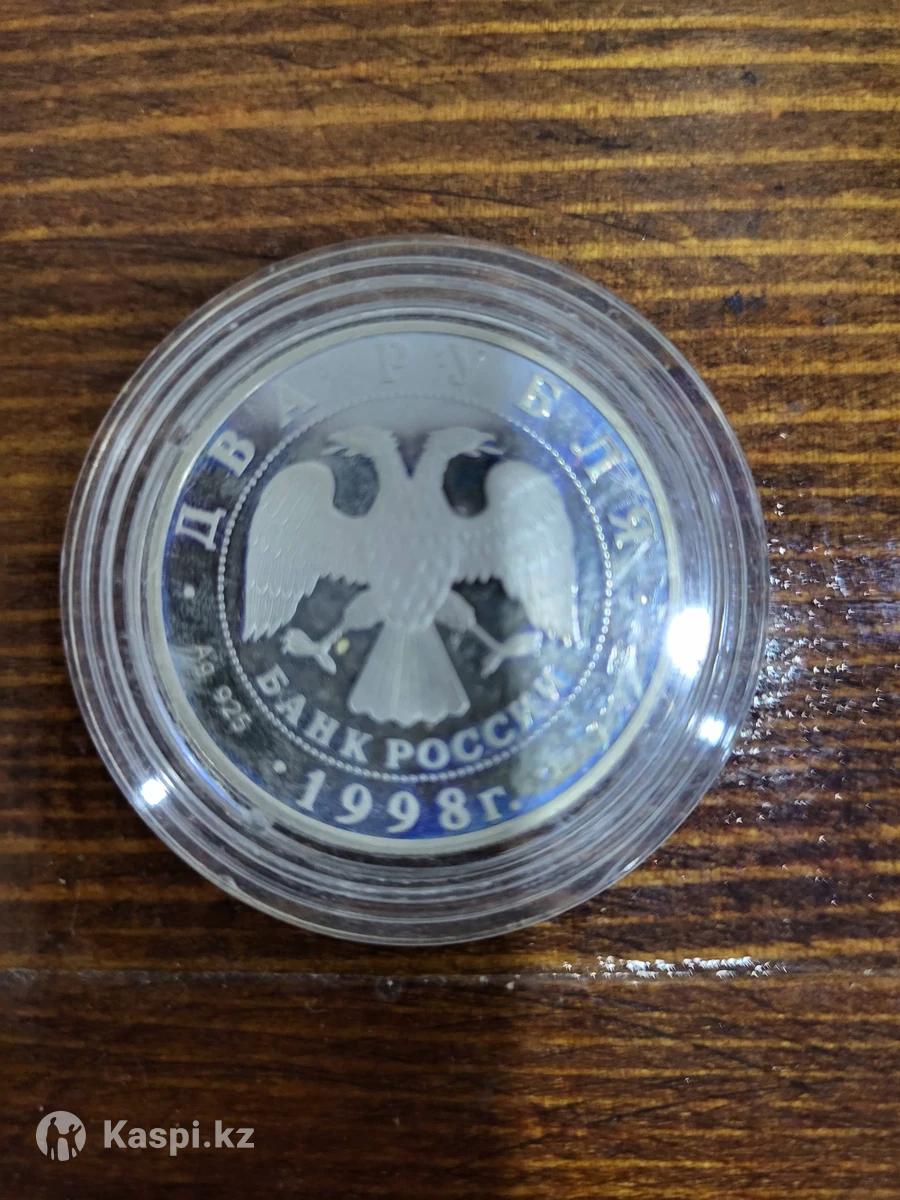 ДВА РУБЛЯ
Ag 925
БАНК РОССИИ
1998г.
Kaspi.kz